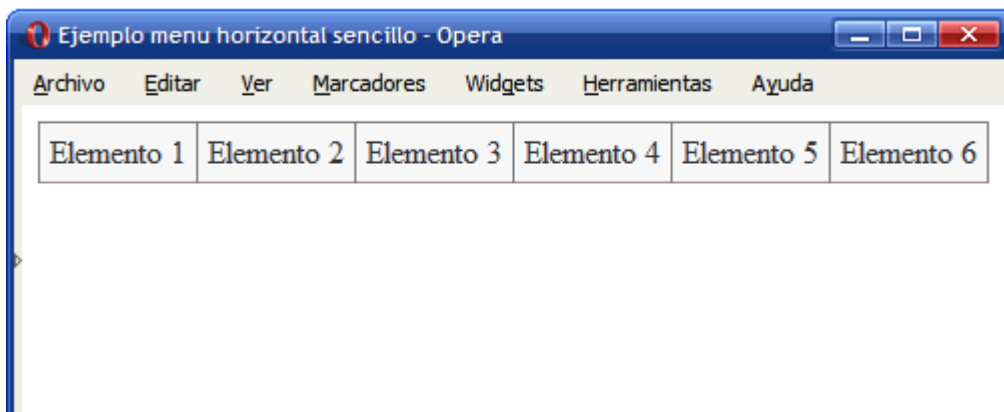 Ejemplo menu horizontal sencillo - Opera
Archivo Editar Ver Marcadores Widgets Herramientas Ayuda
Elemento 1 Elemento 2 Elemento 3 Elemento 4 Elemento 5 Elemento 6